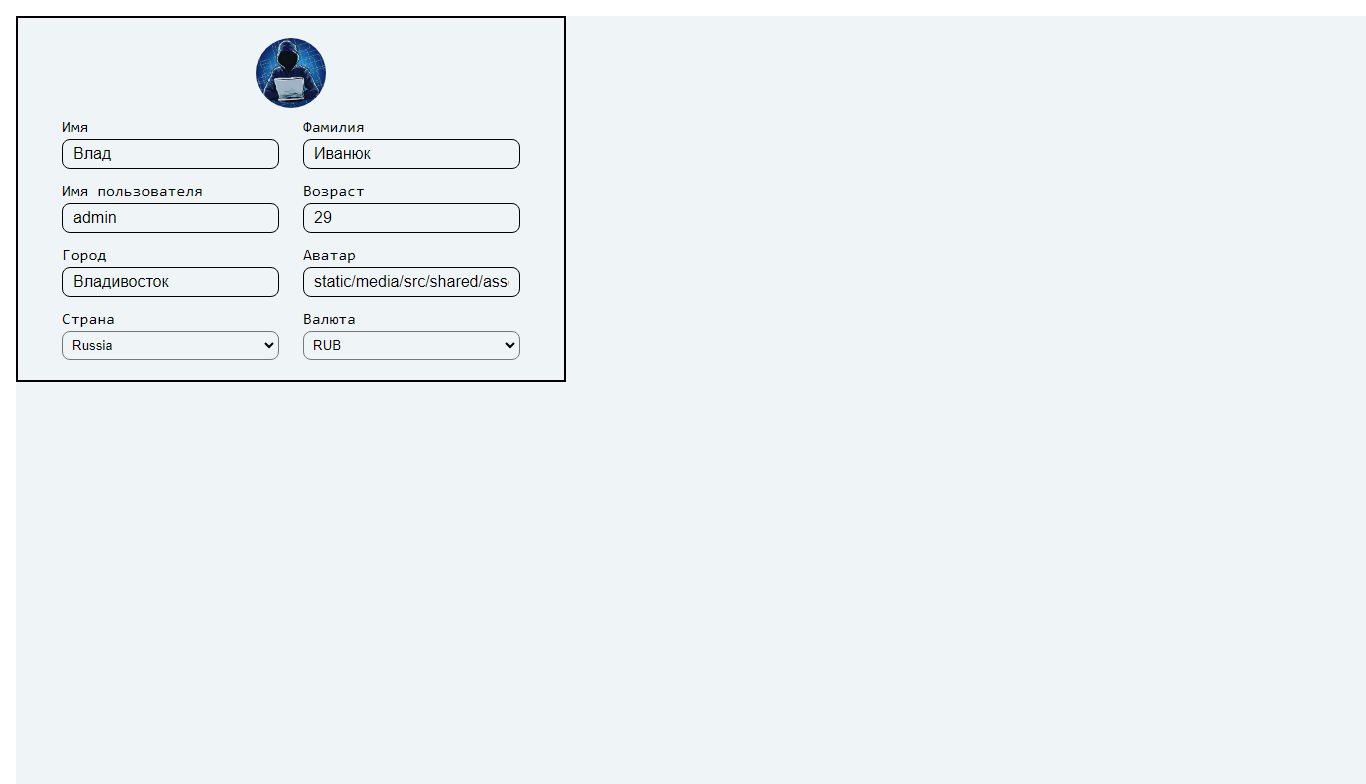 Имя
Фамилия
Влад
Иванюк
Имя пользователя
Возраст
admin
29
Город
Аватар
Владивосток
static/media/src/shared/ass
Страна
Валюта
Russia
RUB